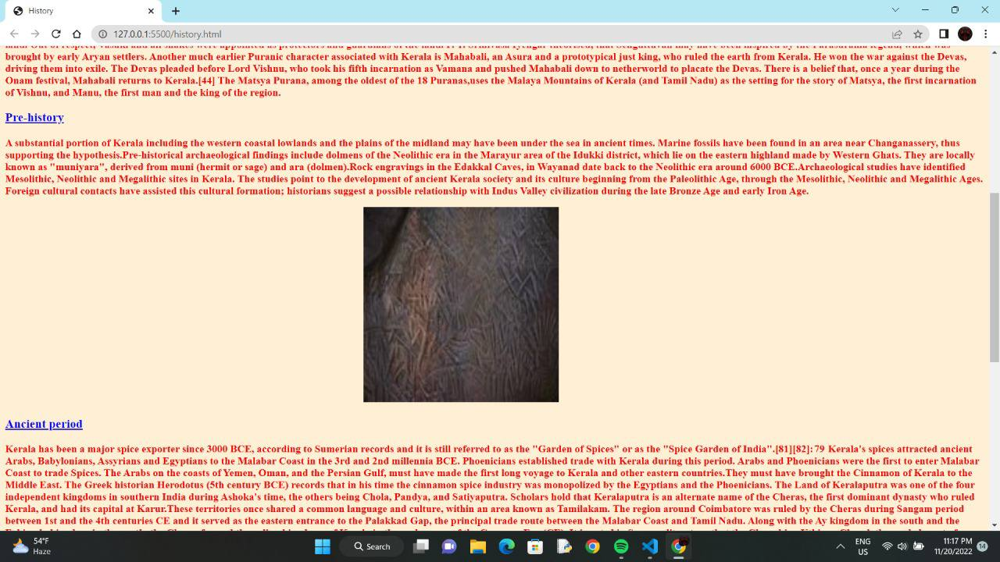 History
127.0.0.1:5500/history.html
brought by early Aryan settlers. Another much earlier Puranic character associated with Kerala is Mahabali, an Asura and a prototypical just king, who ruled the earth from Kerala. He won the war against the Devas,
driving them into exile. The Devas pleaded before Lord Vishnu, who took his fifth incarnation as Vamana and pushed Mahabali down to netherworld to placate the Devas. There is a belief that, once a year during the
Onam festival, Mahabali returns to Kerala.[44] The Matsya Purana, among the oldest of the 18 Puranas,uses the Malaya Mountains of Kerala (and Tamil Nadu) as the setting for the story of Matsya, the first incarnation
of Vishnu, and Manu, the first man and the king of the region.
Pre-history
A substantial portion of Kerala including the western coastal lowlands and the plains of the midland may have been under the sea in ancient times. Marine fossils have been found in an area near Changanassery, thus
supporting the hypothesis.Pre-historical archaeological findings include dolmens of the Neolithic era in the Marayur area of the Idukki district, which lie on the eastern highland made by Western Ghats. They are locally
known as "muniyara", derived from muni (hermit or sage) and ara (dolmen).Rock engravings in the Edakkal Caves, in Wayanad date back to the Neolithic era around 6000 BCE.Archaeological studies have identified
Mesolithic, Neolithic and Megalithic sites in Kerala. The studies point to the development of ancient Kerala society and its culture beginning from the Paleolithic Age, through the Mesolithic, Neolithic and Megalithic Ages.
Foreign cultural contacts have assisted this cultural formation; historians suggest a possible relationship with Indus Valley civilization during the late Bronze Age and early Iron Age.
Ancient period
Kerala has been a major spice exporter since 3000 BCE, according to Sumerian records and it is still referred to as the "Garden of Spices" or as the "Spice Garden of India".[81][82]: 79 Kerala's spices attracted ancient
Arabs, Babylonians, Assyrians and Egyptians to the Malabar Coast in the 3rd and 2nd millennia BCE. Phoenicians established trade with Kerala during this period. Arabs and Phoenicians were the first to enter Malabar
Coast to trade Spices. The Arabs on the coasts of Yemen, Oman, and the Persian Gulf, must have made the first long voyage to Kerala and other eastern countries.They must have brought the Cinnamon of Kerala to the
Middle East. The Greek historian Herodotus (5th century BCE) records that in his time the cinnamon spice industry was monopolized by the Egyptians and the Phoenicians. The Land of Keralaputra was one of the four
independent kingdoms in southern India during Ashoka's time, the others being Chola, Pandya, and Satiyaputra. Scholars hold that Keralaputra is an alternate name of the Cheras, the first dominant dynasty who ruled
Kerala, and had its capital at Karur.These territories once shared a common language and culture, within an area known as Tamilakam. The region around Coimbatore was ruled by the Cheras during Sangam period
between 1st and the 4th centuries CE and it served as the eastern entrance to the Palakkad Gap, the principal trade route between the Malabar Coast and Tamil Nadu. Along with the Ay kingdom in the south and the
54°F
Haze
Search
ENG
US
11:17 PM
11/20/2022
14